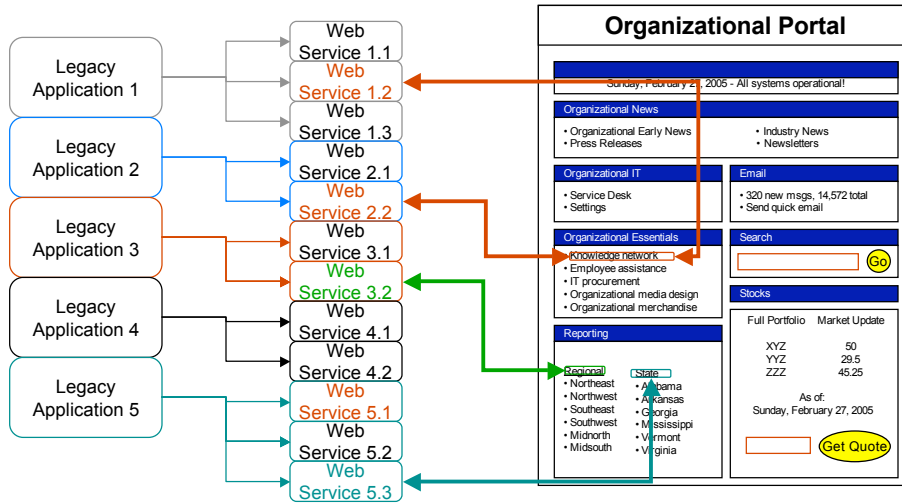 Legacy
Application 1
Legacy
Application 2
Legacy
Application 3
Legacy
Application 4
Legacy
Application 5
Web
Service 1.1
Web
Service 1.2
Web
Service 1.3
Web
Service 2.1
Web
Service 2.2
Web
Service 3.1
Web
Service 3.2
Web
Service 4.1
Web
Service 4.2
Web
Service 5.1
Web
Service 5.2
Web
Service 5.3
Organizational Portal
Sunday, February 27, 2005 - All systems operational!
Organizational News
• Organizational Early News
• Press Releases
• Industry News
• Newsletters
Organizational IT
• Service Desk
• Settings
Email
• 320 new msgs, 14,572 total
• Send quick email
Organizational Essentials
• Knowledge network
• Employee assistance
• IT procurement
• Organizational media design
• Organizational merchandise
Search
Go
Reporting
Regional
• Northeast
• Northwest
• Southeast
• Southwest
• Midnorth
• Midsouth
State
• Alabama
• Arkansas
• Georgia
• Mississippi
• Vermont
• Virginia
Stocks
Full Portfolio Market Update
XYZ 50
YYZ 29.5
ZZZ 45.25
As of:
Sunday, February 27, 2005
Get Quote